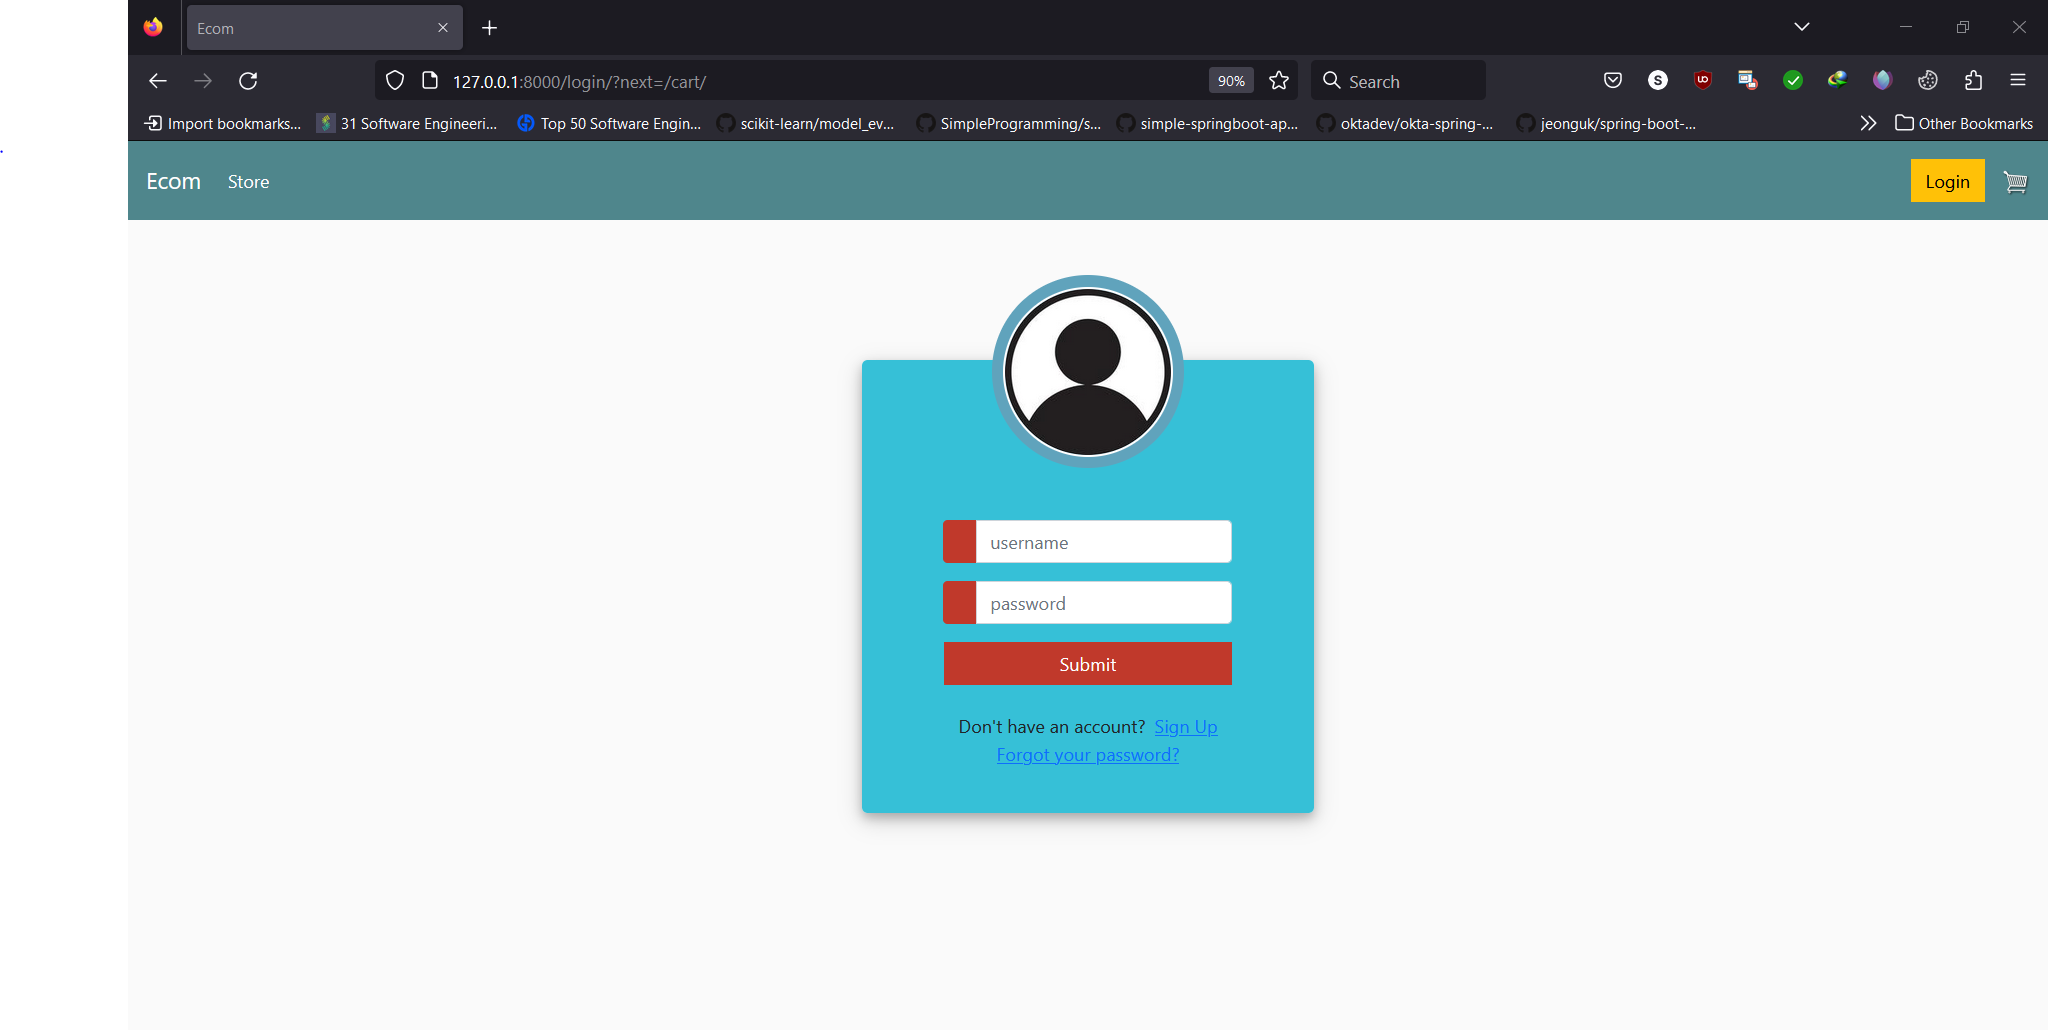 Ecom
127.0.0.1:8000/login/?next=/cart/
90%
Search
Import bookmarks...
31 Software Engineeri...
Top 50 Software Engin...
scikit-learn/model_ev...
SimpleProgramming/s...
simple-springboot-ap...
oktadev/okta-spring-...
jeonguk/spring-boot-...
Other Bookmarks
Ecom
Store
Login
username
password
Submit
Don't have an account? Sign Up
Forgot your password?